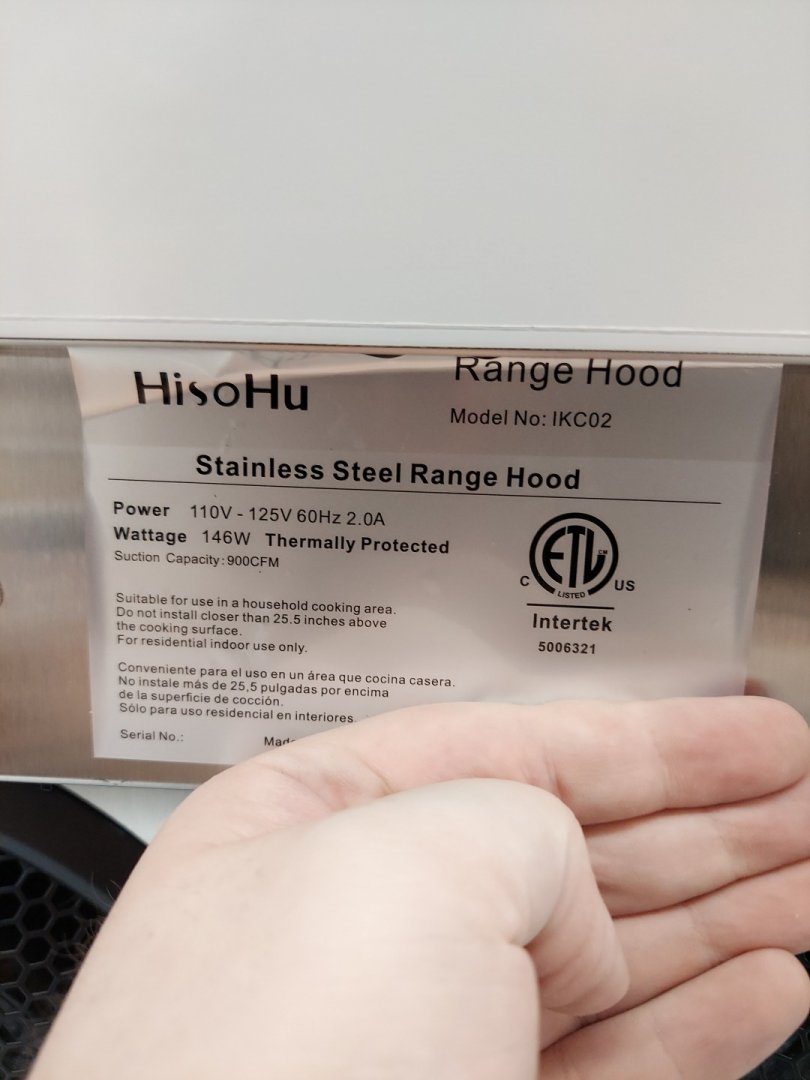 HisoHu
Range Hood
Model No: IKC02
Stainless Steel Range Hood
Power 110V - 125V 60Hz 2.0A
Wattage 146W Thermally Protected
Suction Capacity: 900CFM
ETL CM
LISTED
C US
Intertek
5006321
Suitable for use in a household cooking area.
Do not install closer than 25.5 inches above
the cooking surface.
For residential indoor use only.
Conveniente para el uso en un área que cocina casera.
No instale más de 25,5 pulgadas por encima
de la superficie de cocción.
Sólo para uso residencial en interiores.
Serial No.: